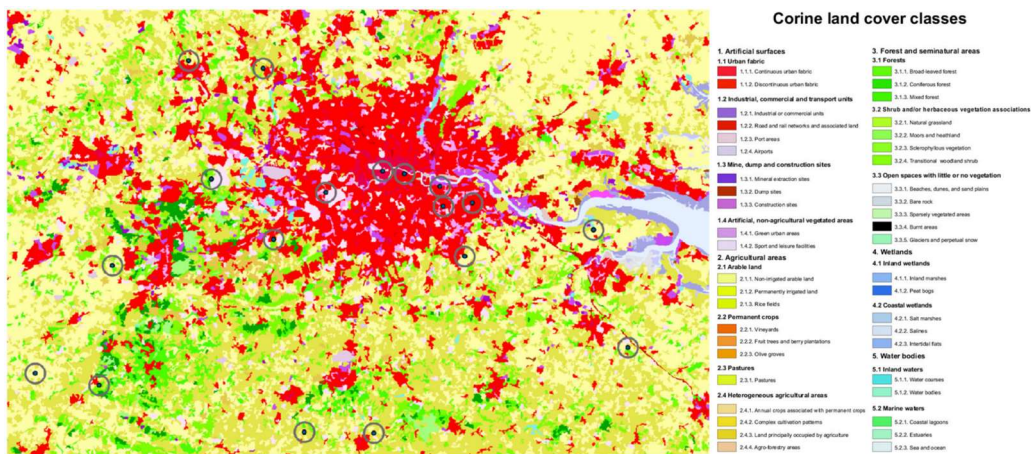 Corine land cover classes
1. Artificial surfaces
1.1 Urban fabric
1.1.1. Continuous urban fabric
1.1.2. Discontinuous urban fabric
1.2 Industrial, commercial and transport units
1.2.1. Industrial or commercial units
1.2.2. Road and rail networks and associated land
1.2.3. Port areas
1.2.4. Airports
1.3 Mine, dump and construction sites
1.3.1. Mineral extraction sites
1.3.2. Dump sites
1.3.3. Construction sites
1.4 Artificial, non-agricultural vegetated areas
1.4.1. Green urban areas
1.4.2. Sport and leisure facilities
2. Agricultural areas
2.1 Arable land
2.1.1. Non-irrigated arable land
2.1.2. Permanently irrigated land
2.1.3. Rice fields
2.2 Permanent crops
2.2.1. Vineyards
2.2.2. Fruit trees and berry plantations
2.2.3. Olive groves
2.3 Pastures
2.3.1. Pastures
2.4 Heterogeneous agricultural areas
2.4.1. Annual crops associated with permanent crops
2.4.2. Complex cultivation patterns
2.4.3. Land principally occupied by agriculture
2.4.4. Agro-forestry areas
3. Forest and seminatural areas
3.1 Forests
3.1.1. Broad leaved forest
3.1.2. Coniferous forest
3.1.3. Mixed forest
3.2 Shrub and/or herbaceous vegetation associations
3.2.1. Natural grassland
3.2.2. Moors and heathland
3.2.3. Sclerophyllous vegetation
3.2.4. Transitional woodland shrub
3.3 Open spaces with little or no vegetation
3.3.1. Beaches, dunes, and sand plains
3.3.2. Bare rock
3.3.3. Sparsely vegetated areas
3.3.4. Burnt areas
3.3.5. Glaciers and perpetual snow
4. Wetlands
4.1 Inland wetlands
4.1.1. Inland marshes
4.1.2. Peat bogs
4.2 Coastal wetlands
4.2.1. Salt marshes
4.2.2. Salines
4.2.3. Intertidal flats
5. Water bodies
5.1 Inland waters
5.1.1. Water courses
5.1.2. Water bodies
5.2 Marine waters
5.2.1. Coastal lagoons
5.2.2. Estuaries
5.2.3. Sea and ocean